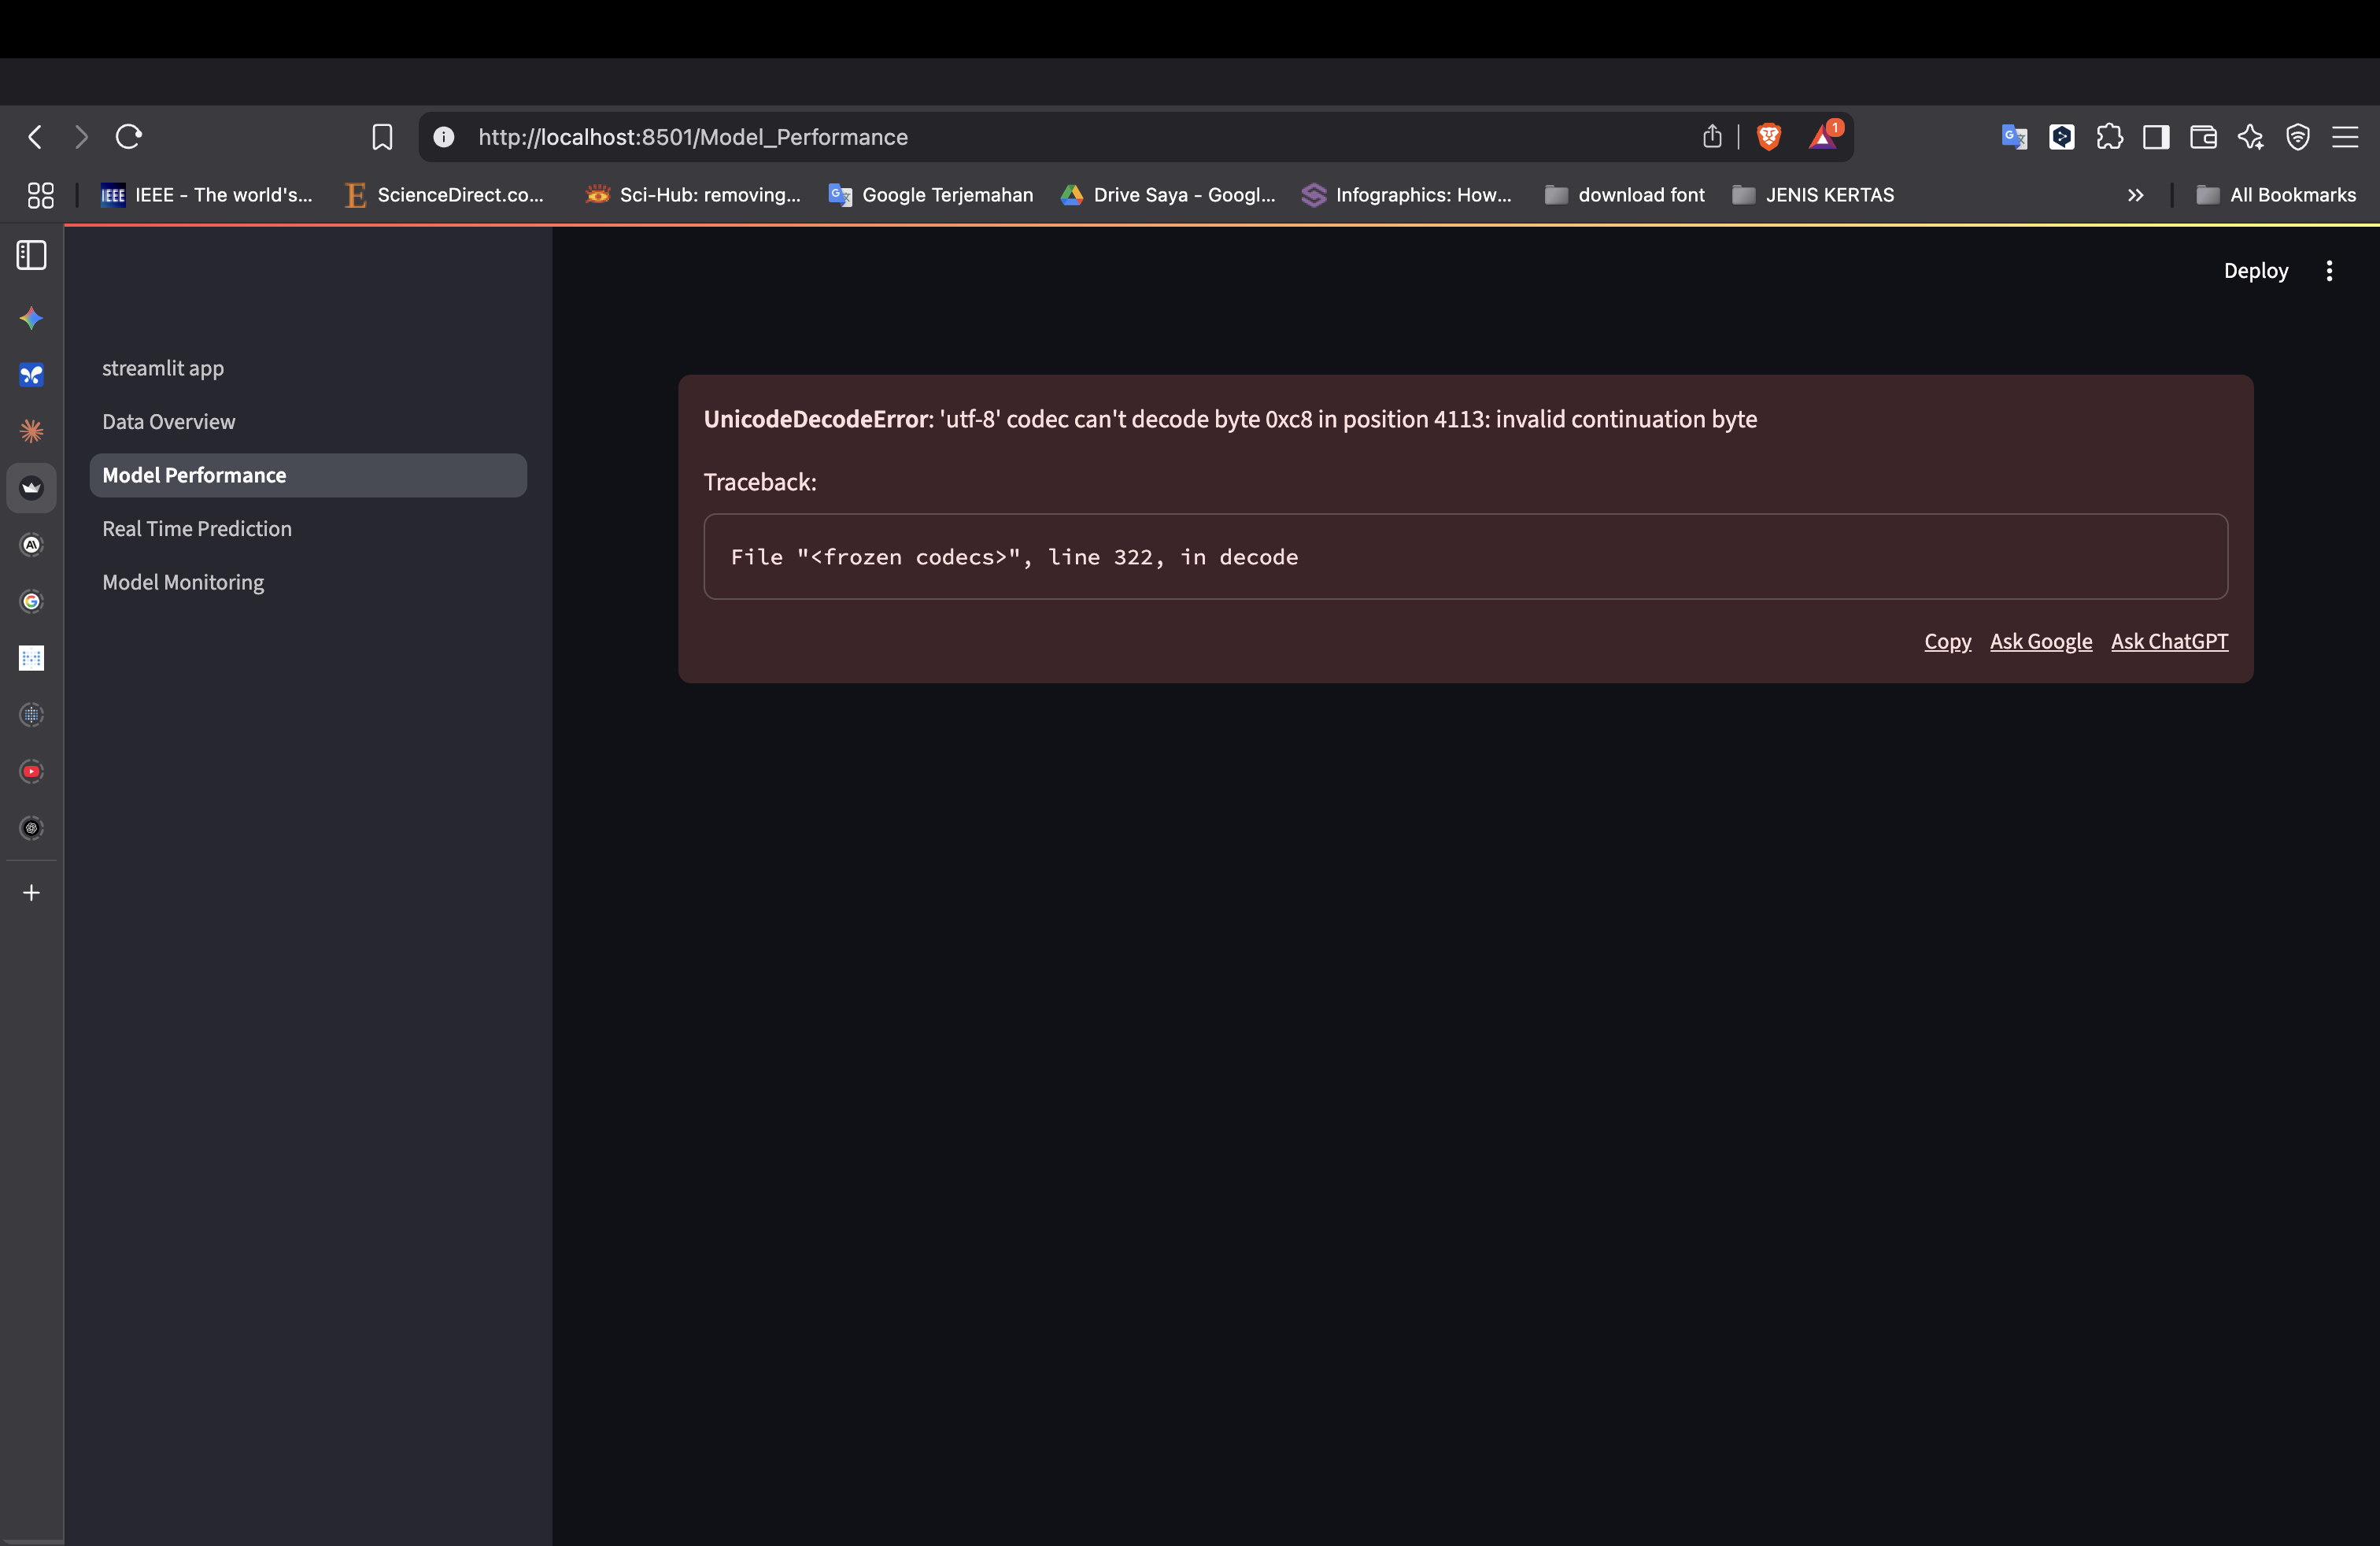 http://localhost:8501/Model_Performance
1
IEEE IEEE - The world's...
ScienceDirect.co...
Sci-Hub: removing...
Google Terjemahan
Drive Saya - Googl...
Infographics: How...
download font
JENIS KERTAS
All Bookmarks
Deploy
streamlit app
Data Overview
Model Performance
Real Time Prediction
Model Monitoring
UnicodeDecodeError: 'utf-8' codec can't decode byte 0xc8 in position 4113: invalid continuation byte
Traceback:
File "<frozen codecs>", line 322, in decode
Copy
Ask Google
Ask ChatGPT